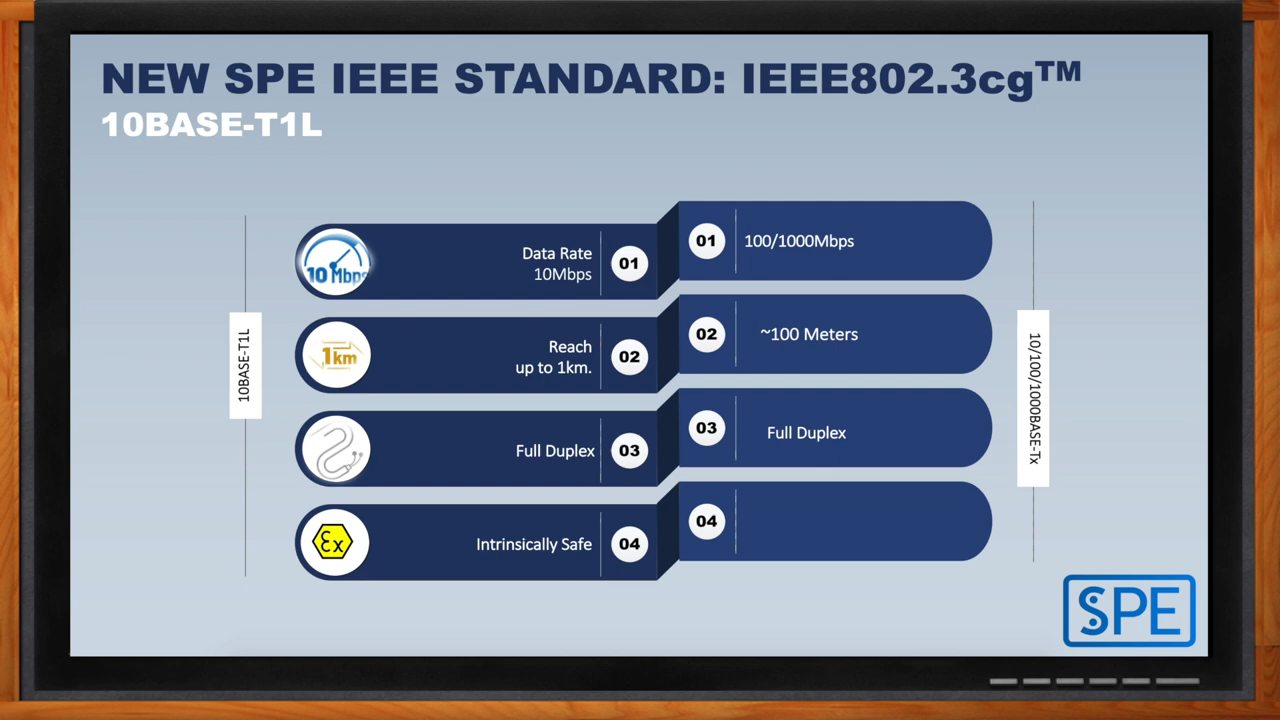 NEW SPE IEEE STANDARD: IEEE802.3cg™
10BASE-T1L
10BASE-T1L
10 Mbps
Data Rate
10Mbps
01
01
100/1000Mbps
1km
Reach
up to 1km.
02
02
~100 Meters
Full Duplex
03
03
Full Duplex
Ex
Intrinsically Safe
04
04
10/100/1000BASE-Tx
SPE